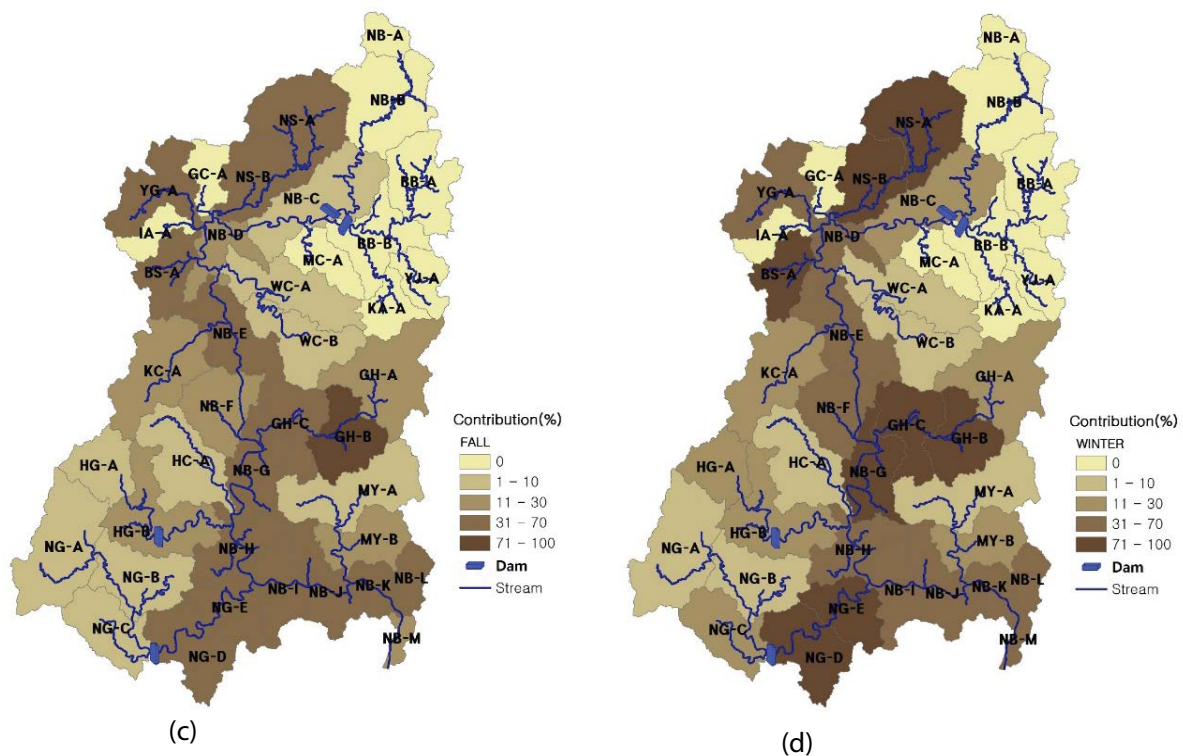 NB-A
NB-B
NS-A
GC-A
BB-A
YG-A
NS-B
NB-C
IA-A
NB-D
BB-B
MC-A
BS-A
YJ-A
WC-A
KA-A
NB-E
WC-B
KC-A
GH-A
NB-F
GH-C
GH-B
HG-A
HC-A
NB-G
MY-A
HG-B
MY-B
NG-A
NB-H
NG-B
NB-I
NB-J
NB-K
NB-L
NG-E
NG-C
NB-M
NG-D
Contribution(%)
FALL
0
1 - 10
11 - 30
31 - 70
71 - 100
Dam
Stream
(c)
NB-A
NB-B
NS-A
GC-A
BB-A
YG-A
NS-B
NB-C
IA-A
NB-D
BB-B
MC-A
BS-A
YJ-A
WC-A
KA-A
NB-E
WC-B
KC-A
GH-A
NB-F
GH-C
GH-B
HG-A
HC-A
NB-G
MY-A
HG-B
MY-B
NG-A
NB-H
NG-B
NB-I
NB-J
NB-K
NB-L
NG-E
NG-C
NB-M
NG-D
Contribution(%)
WINTER
0
1 - 10
11 - 30
31 - 70
71 - 100
Dam
Stream
(d)